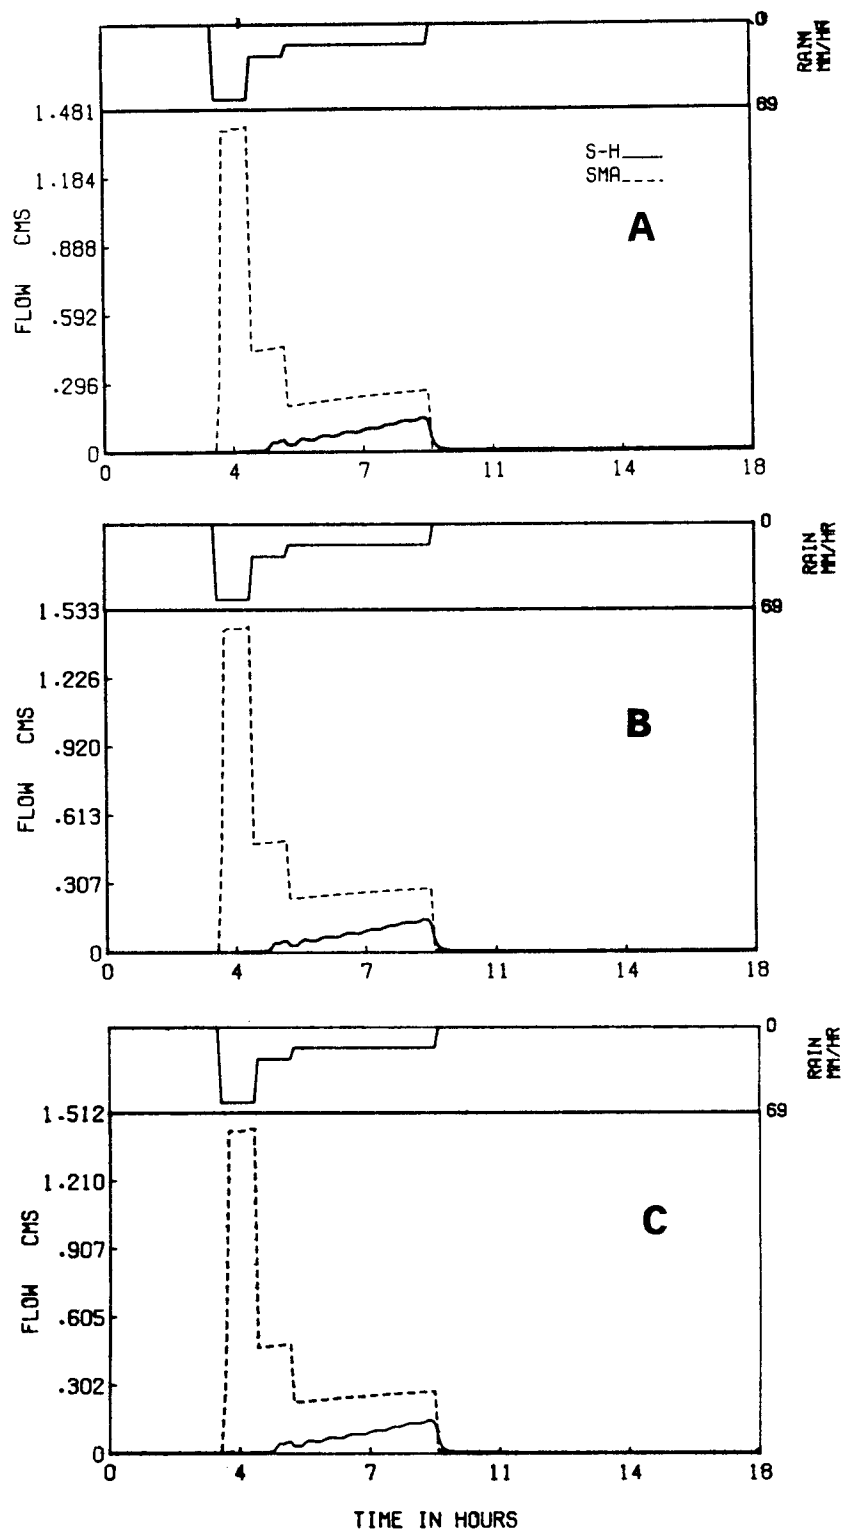 0
RAIN
MM/HR
69
1.481
S-H
SMA
1.184
A
.888
FLOW CMS
.592
.296
0
0 4 7 11 14 18
0
RAIN
MM/HR
69
1.533
1.226
B
.920
FLOW CMS
.613
.307
0
0 4 7 11 14 18
0
RAIN
MM/HR
69
1.512
1.210
C
.907
FLOW CMS
.605
.302
0
0 4 7 11 14 18
TIME IN HOURS